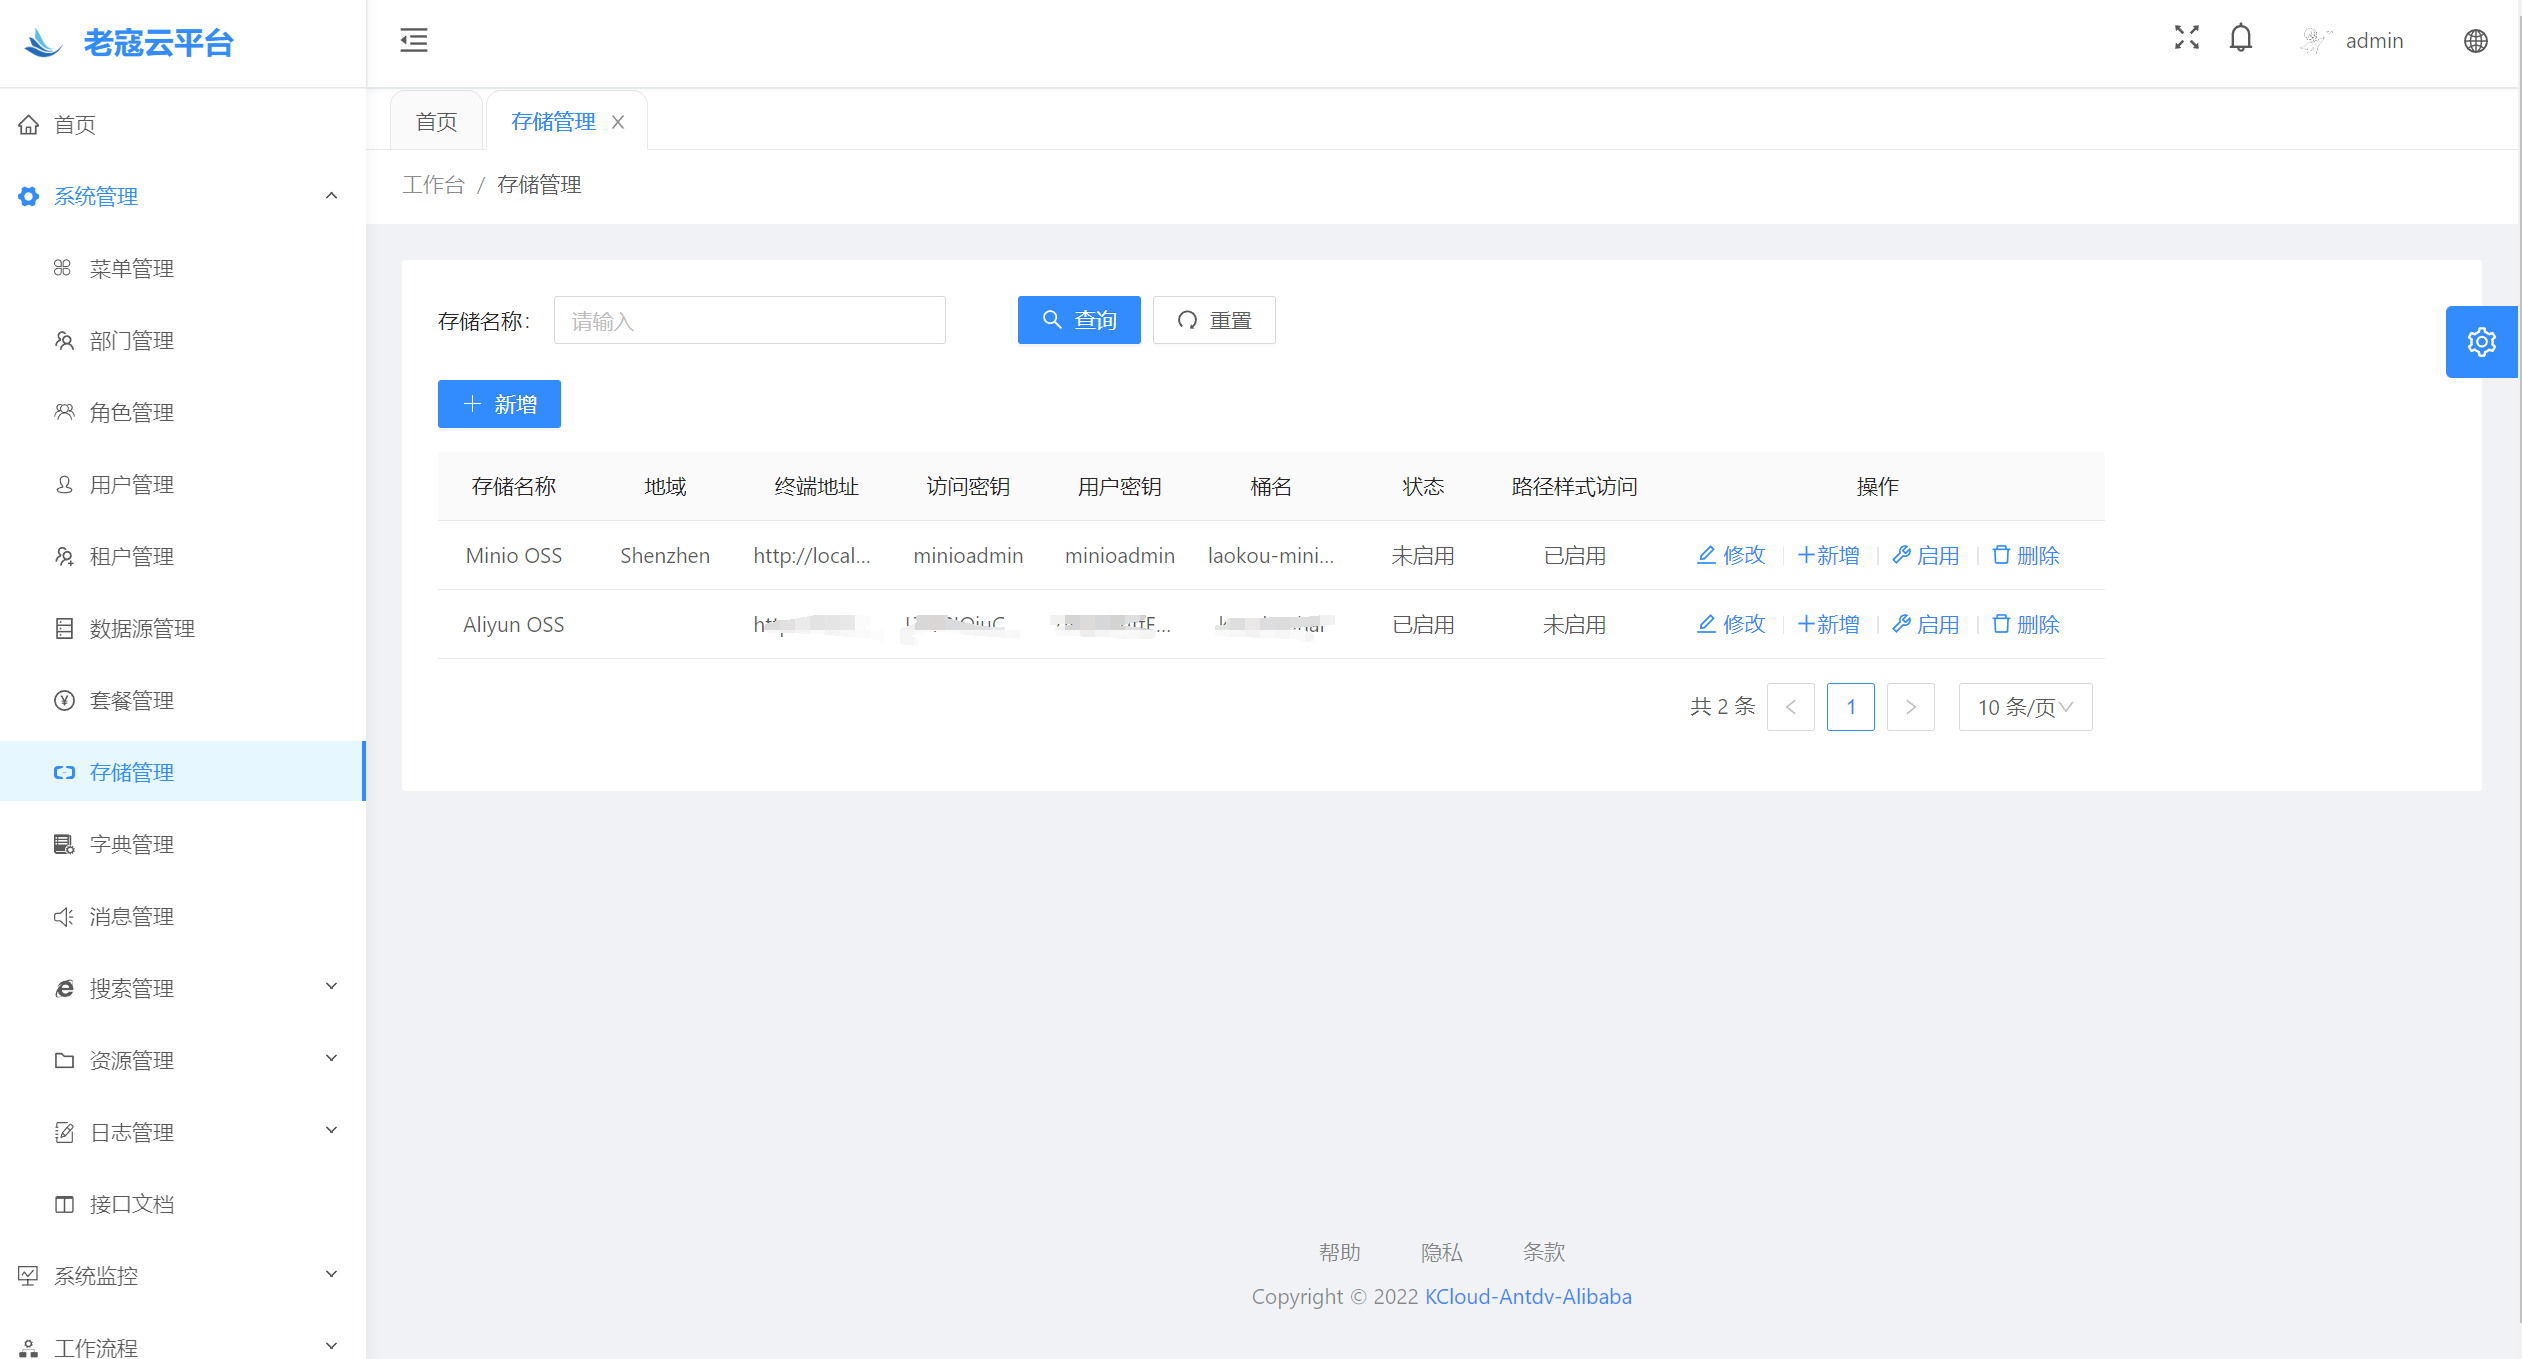 老寇云平台
admin
首页
系统管理
菜单管理
部门管理
角色管理
用户管理
租户管理
数据源管理
套餐管理
存储管理
字典管理
消息管理
搜索管理
资源管理
日志管理
接口文档
系统监控
工作流程
首页 存储管理
工作台 / 存储管理
存储名称： 请输入 查询 重置
新增
存储名称 地域 终端地址 访问密钥 用户密钥 桶名 状态 路径样式访问 操作
Minio OSS Shenzhen http://local... minioadmin minioadmin laokou-mini... 未启用 已启用 修改 新增 启用 删除
Aliyun OSS 已启用 未启用 修改 新增 启用 删除
共 2 条 1 10 条/页
帮助 隐私 条款
Copyright © 2022 KCloud-Antdv-Alibaba